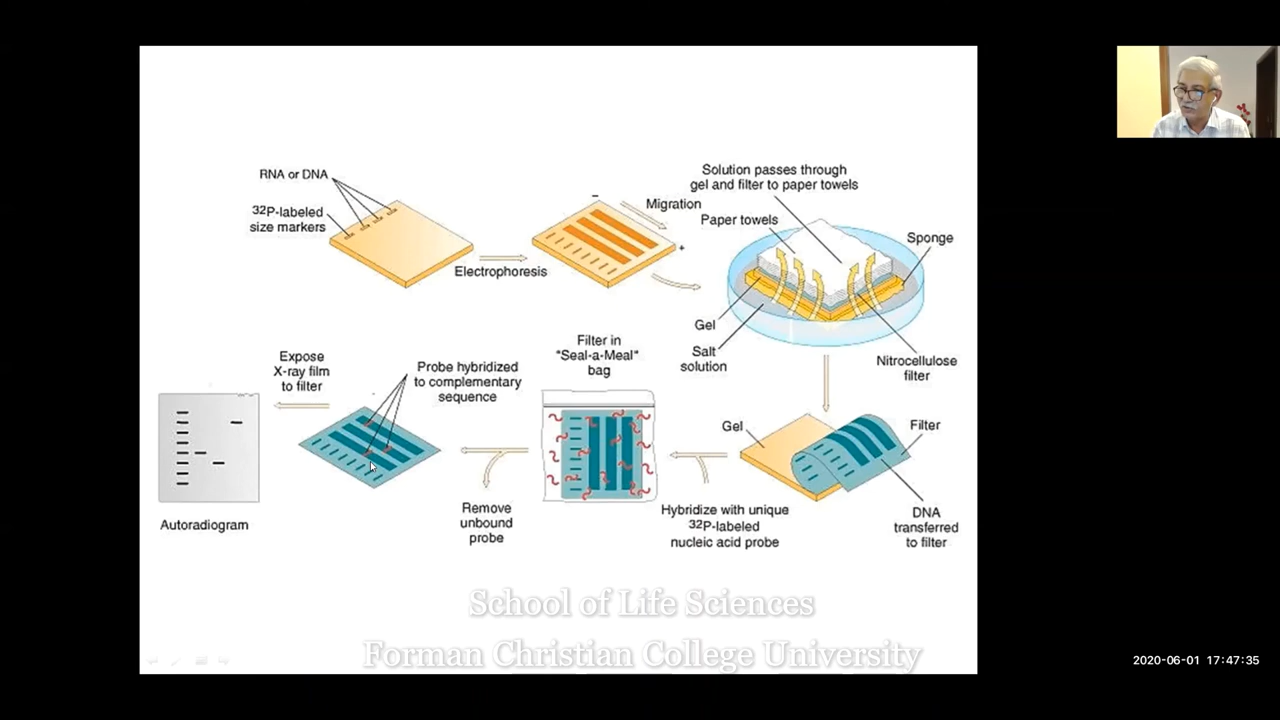 RNA or DNA
³²P-labeled
size markers
Electrophoresis
−
Migration
+
Solution passes through
gel and filter to paper towels
Paper towels
Sponge
Gel
Salt
solution
Nitrocellulose
filter
Gel
Filter
DNA
transferred
to filter
Hybridize with unique
³²P-labeled
nucleic acid probe
Filter in
"Seal-a-Meal"
bag
Remove
unbound
probe
Probe hybridized
to complementary
sequence
Expose
X-ray film
to filter
Autoradiogram
School of Life Sciences
Forman Christian College University
2020-06-01 17:47:35